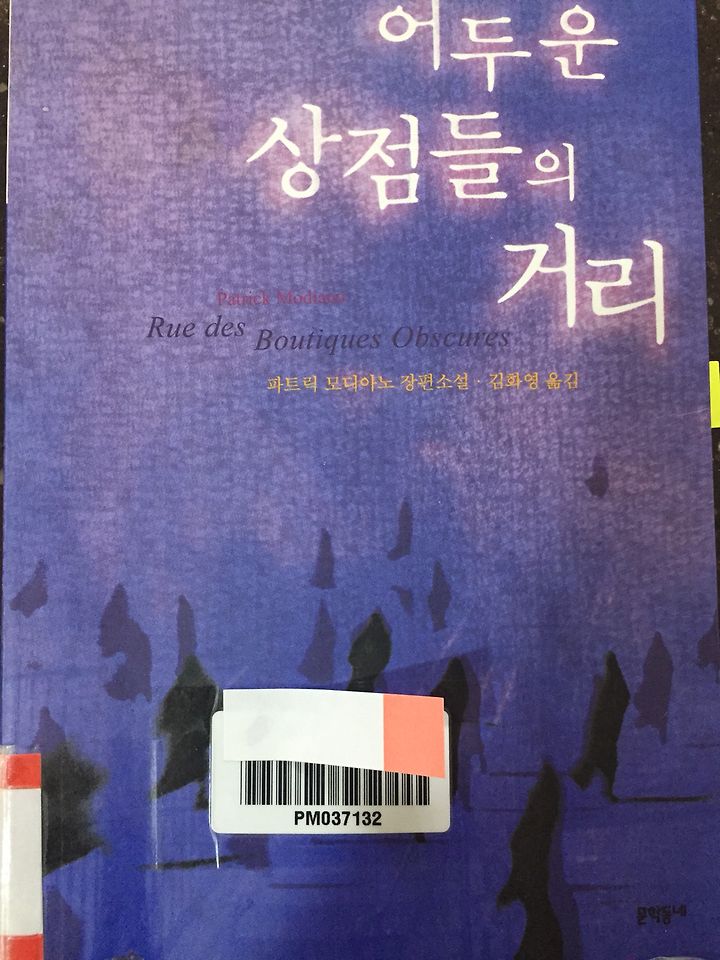 어두운
상점들의
거리
Patrick Modiano
Rue des Boutiques Obscures
파트릭 모디아노 장편소설 · 김화영 옮김
PM037132
문학동네